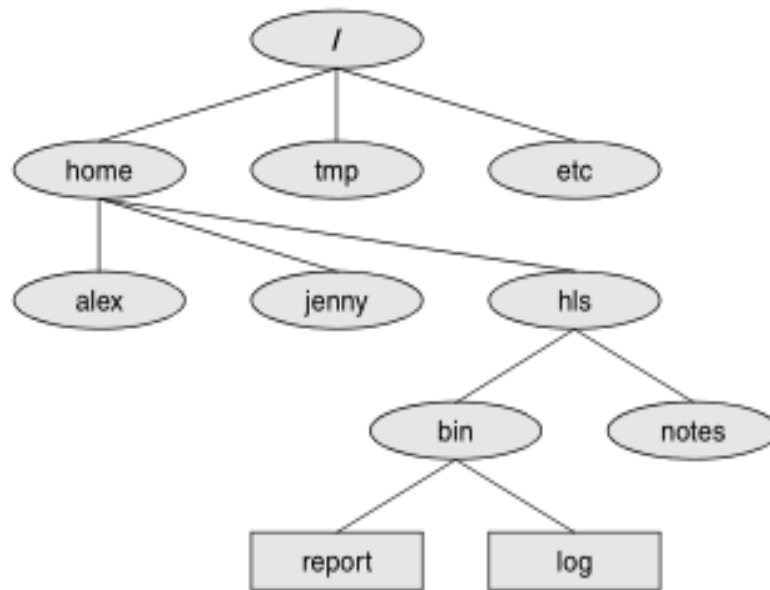 /
home tmp etc
alex jenny hls
bin notes
report log